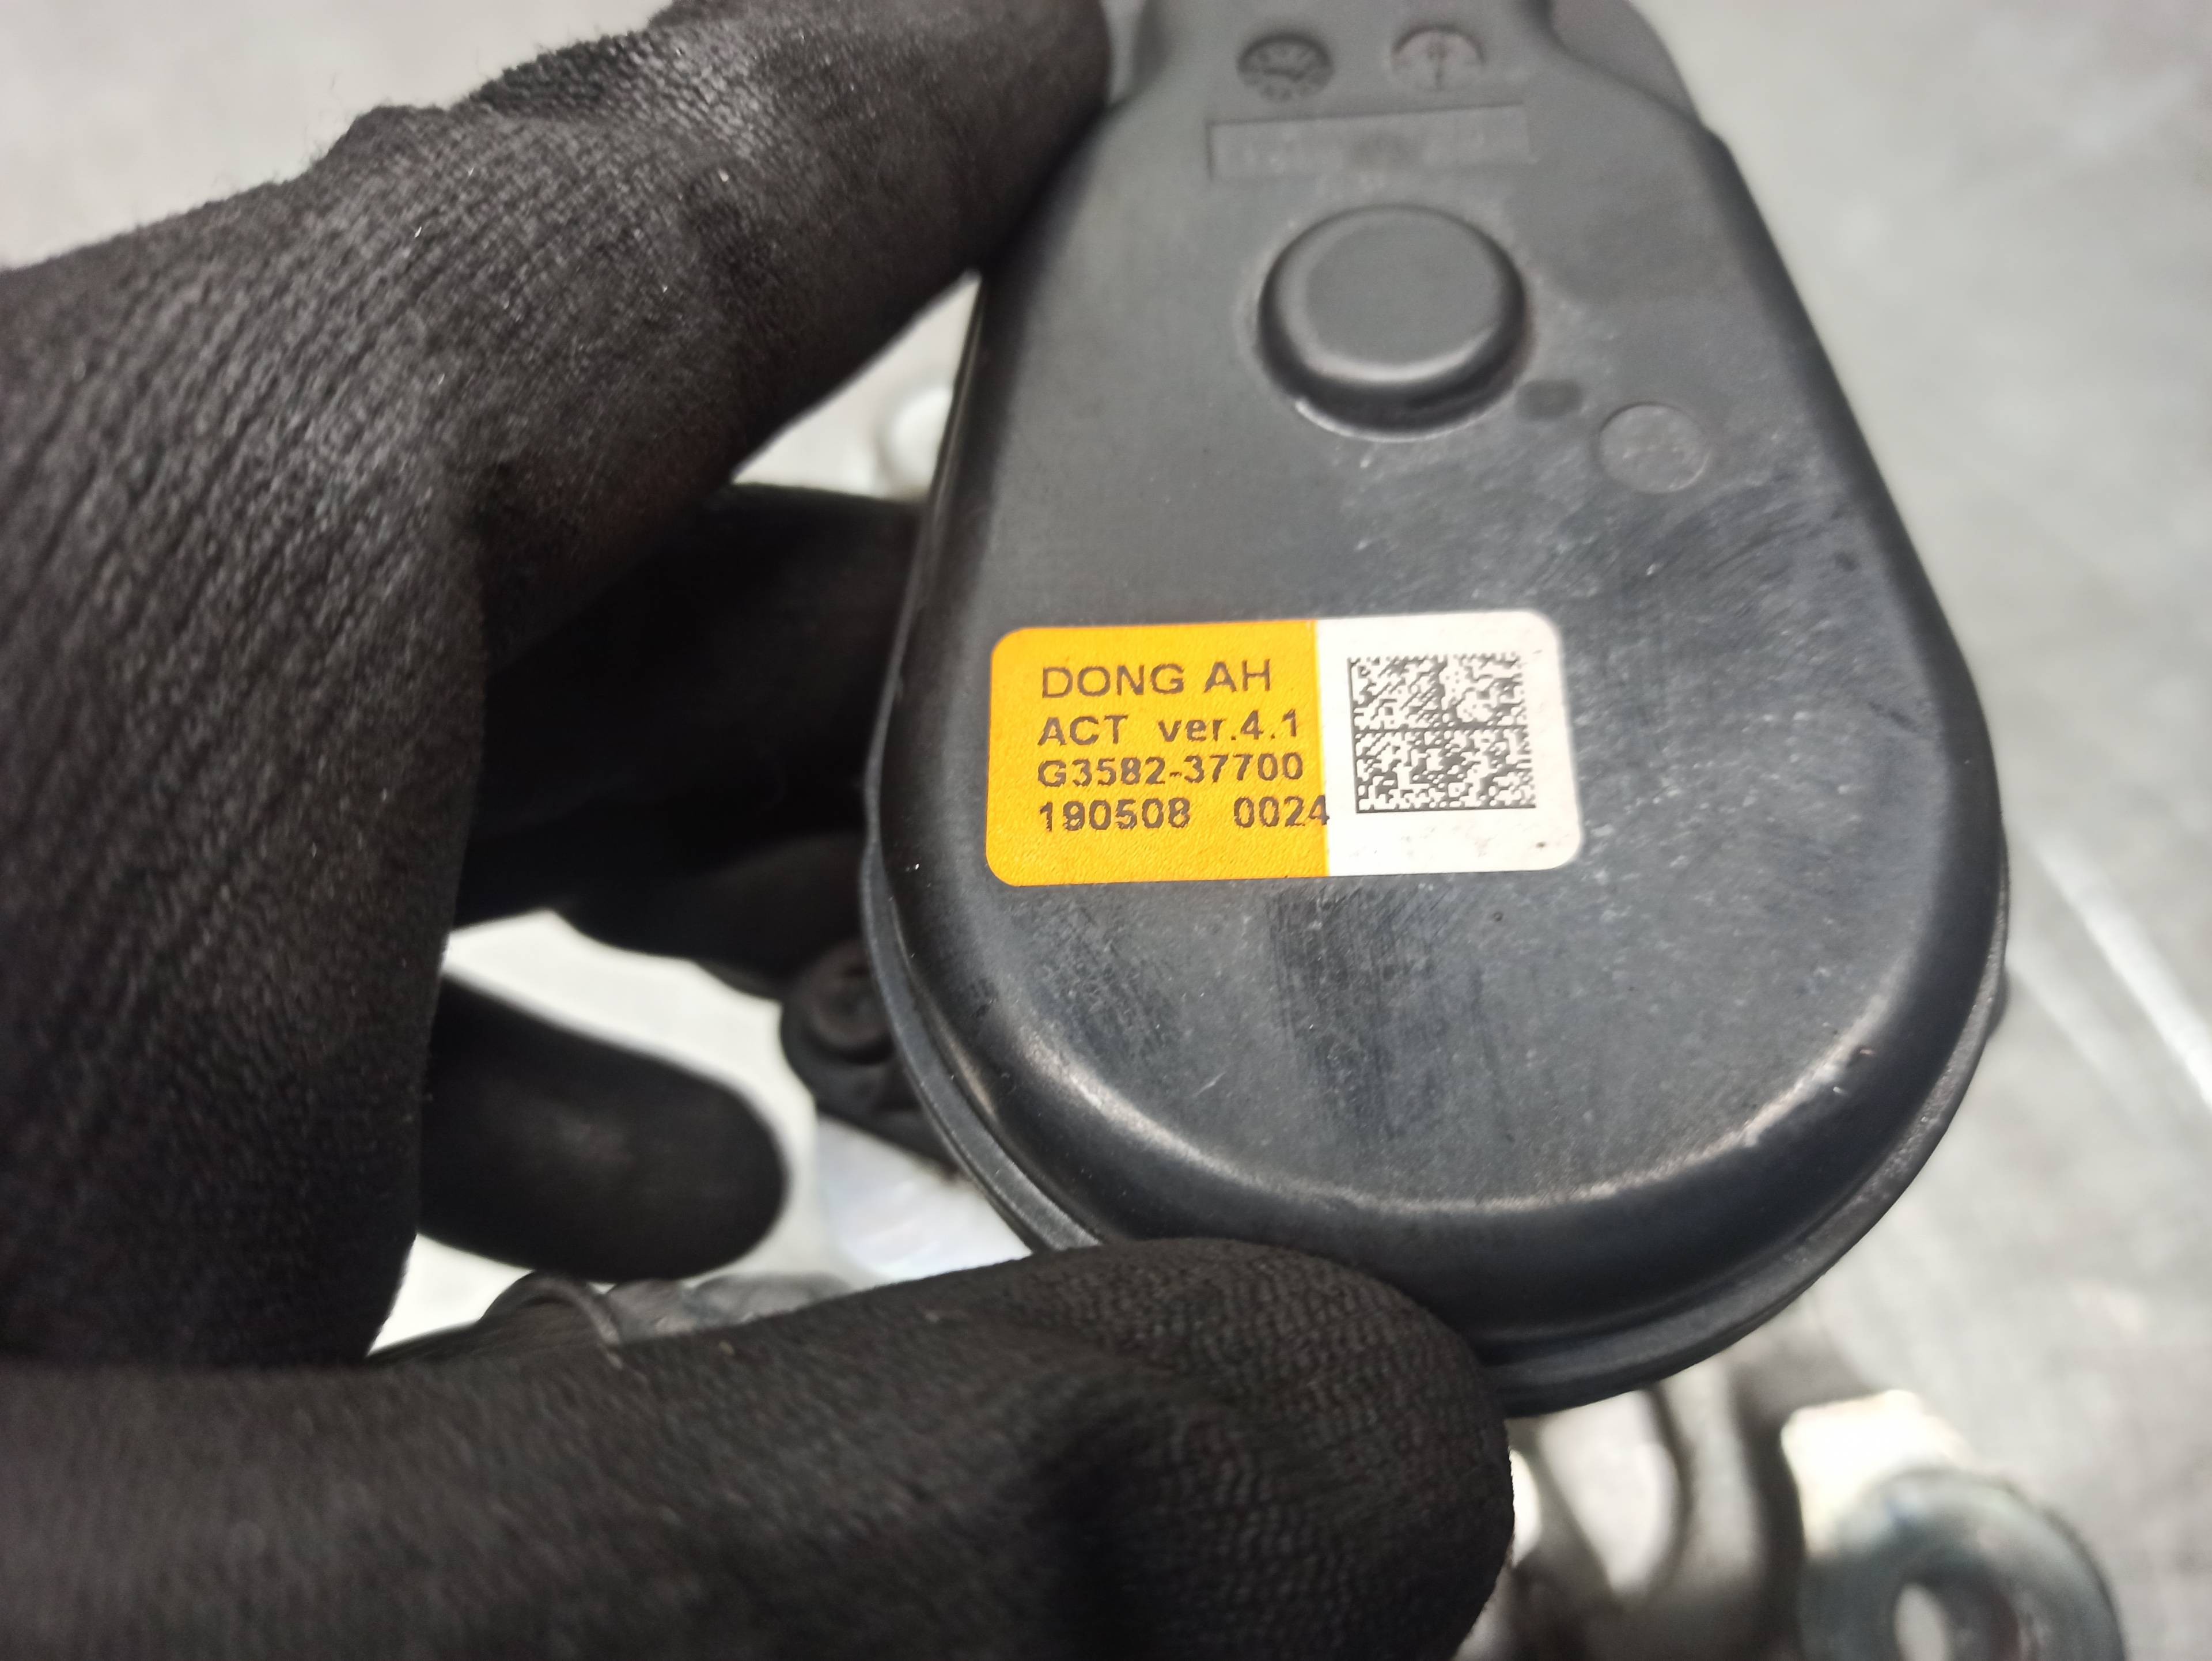 DONG AH
ACT ver.4.1
G3582-37700
190508 0024